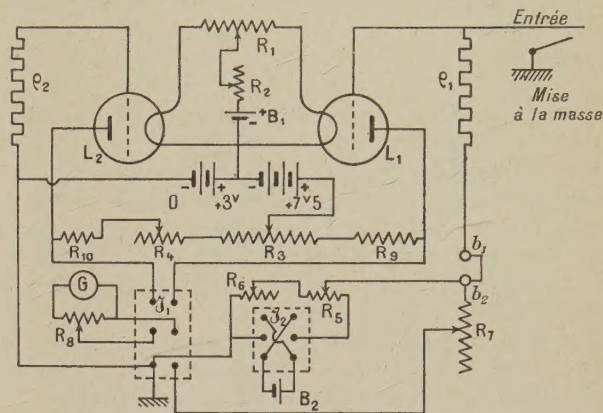 Entrée
Mise
à la masse
R₁
R₂
+B₁
-
ρ₂
ρ₁
L₂
L₁
- + - +
0 +3ᵛ +7ᵛ5
R₁₀ R₄ R₃ R₉
b₁
b₂
G
R₈
J₁
R₆ R₅
J₂
R₇
B₂